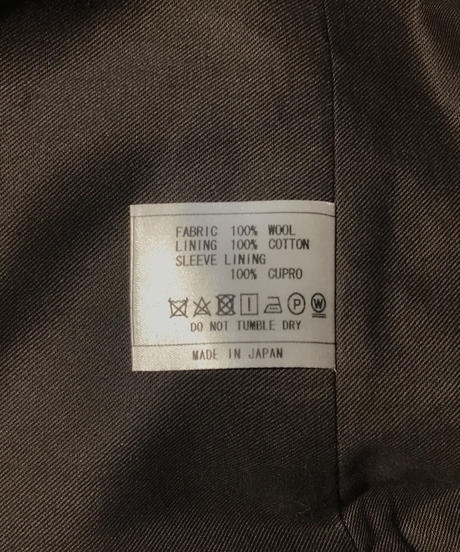 FABRIC 100% WOOL
LINING 100% COTTON
SLEEVE LINING
100% CUPRO
P W
DO NOT TUMBLE DRY
MADE IN JAPAN